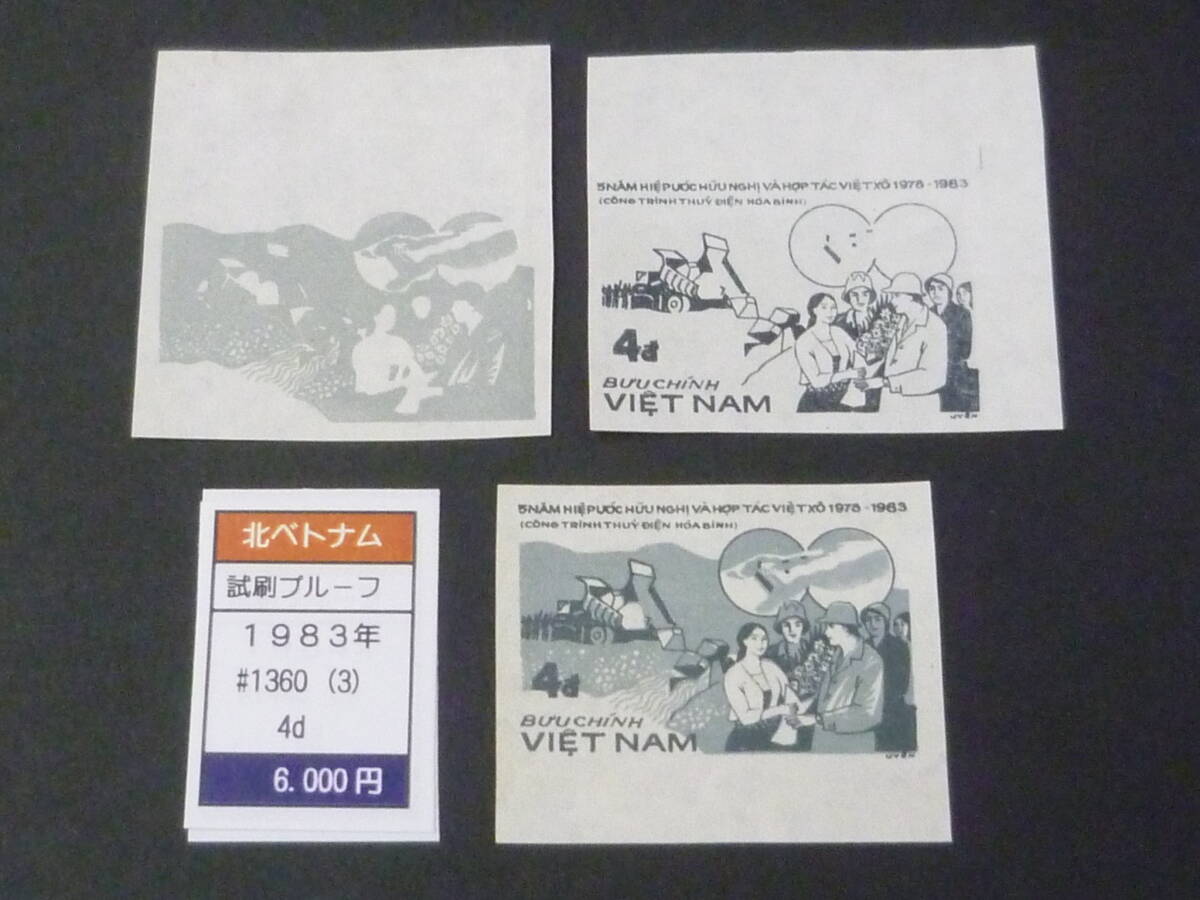 5 NĂM HIỆP ƯỚC HỮU NGHỊ VÀ HỢP TÁC VIỆT XÔ 1978 - 1983
(CÔNG TRÌNH THUỶ ĐIỆN HÒA BÌNH)
4đ
BƯU CHÍNH
VIỆT NAM
UYÊN
北ベトナム
試刷プルーフ
1983年
#1360 (3)
4d
6.000円
5 NĂM HIỆP ƯỚC HỮU NGHỊ VÀ HỢP TÁC VIỆT XÔ 1978 - 1983
(CÔNG TRÌNH THUỶ ĐIỆN HÒA BÌNH)
4đ
BƯU CHÍNH
VIỆT NAM
UYÊN